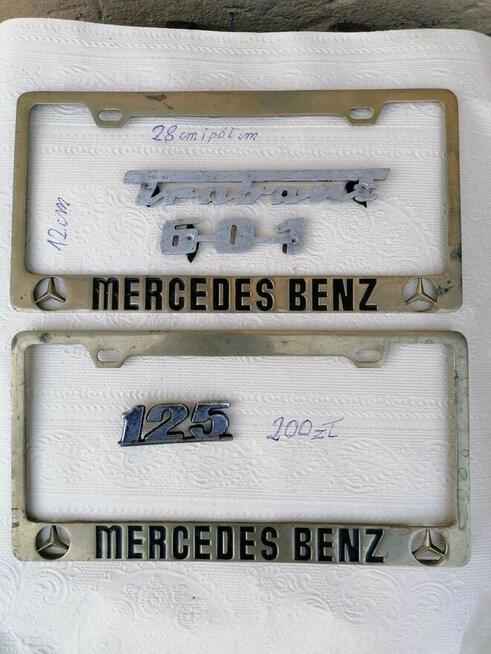 28 cm i pół cm
12 cm
Trabant
601
MERCEDES BENZ
125
200 zł
MERCEDES BENZ